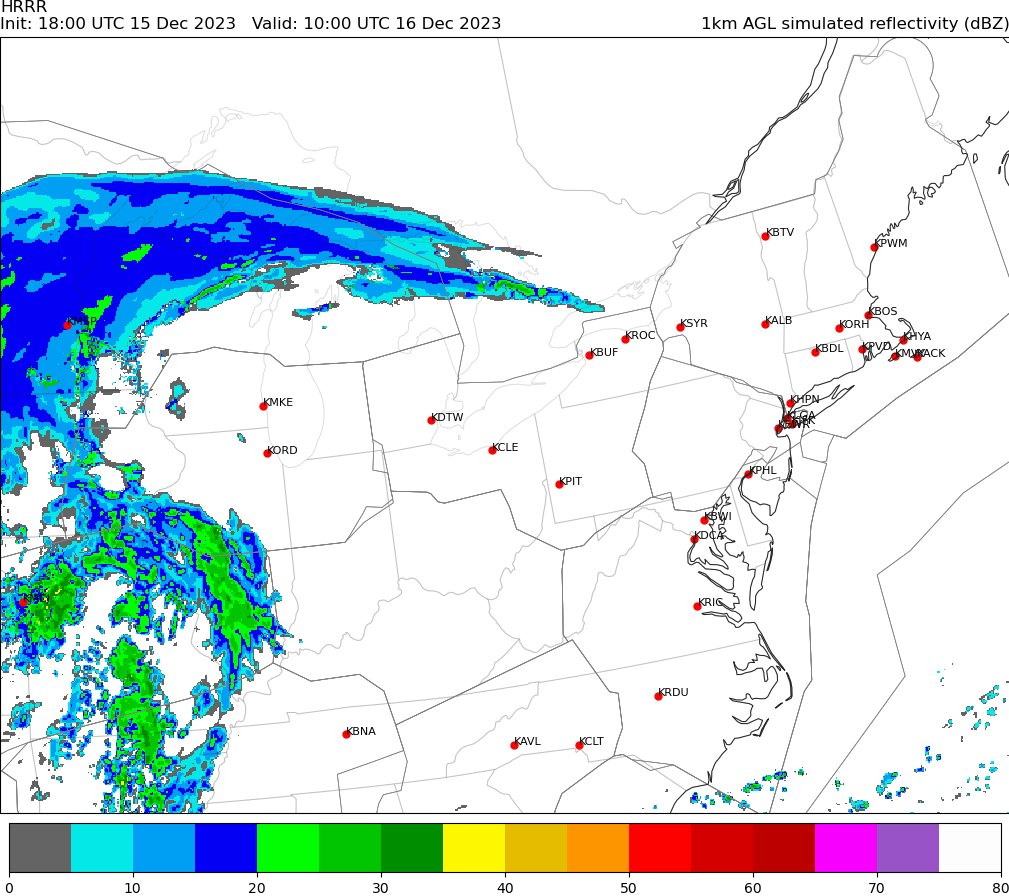 HRRR
Init: 18:00 UTC 15 Dec 2023   Valid: 10:00 UTC 16 Dec 2023   1km AGL simulated reflectivity (dBZ)
KBTV
KPWM
KBOS
KMSP
KSYR
KALB
KORH
KROC
KHYA
KBUF
KBDL
KPVD
KACK
KMKE
KHPN
KDTW
KLGA
KORD
KCLE
KPHL
KPIT
KBWI
KDCA
KRIC
KRDU
KBNA
KAVL
KCLT
0 10 20 30 40 50 60 70 80